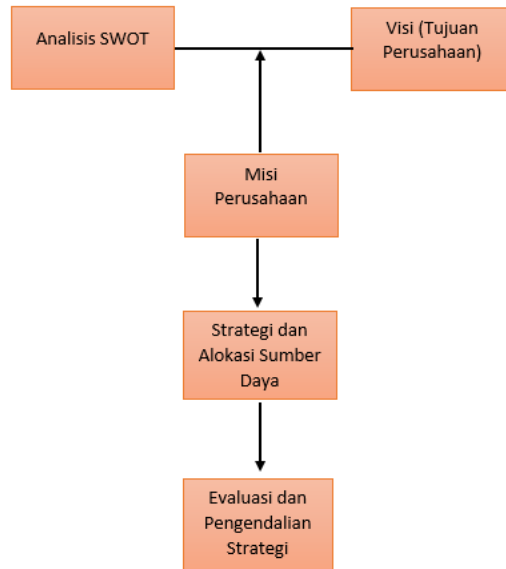 Analisis SWOT
Visi (Tujuan
Perusahaan)
Misi
Perusahaan
Strategi dan
Alokasi Sumber
Daya
Evaluasi dan
Pengendalian
Strategi